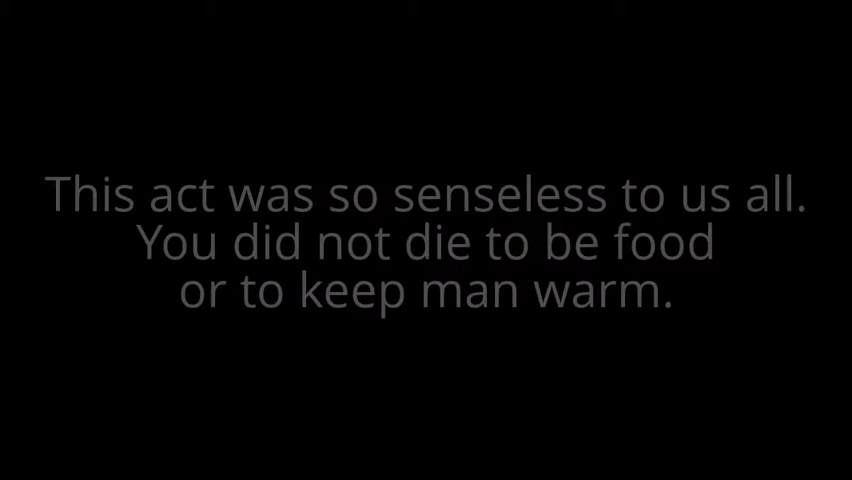 This act was so senseless to us all.
You did not die to be food
or to keep man warm.